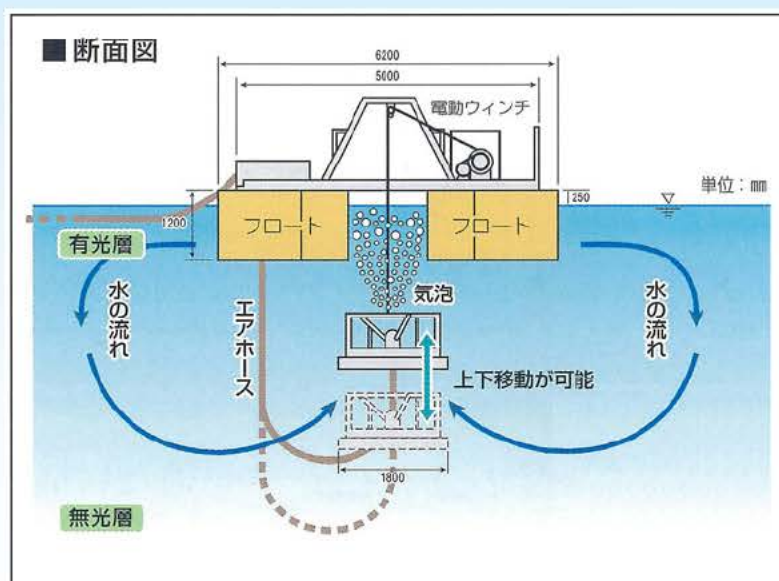 ■断面図
6200
5000
電動ウィンチ
単位：㎜
250
1200
フロート
フロート
有光層
気泡
水の流れ
エアホース
水の流れ
上下移動が可能
1800
無光層